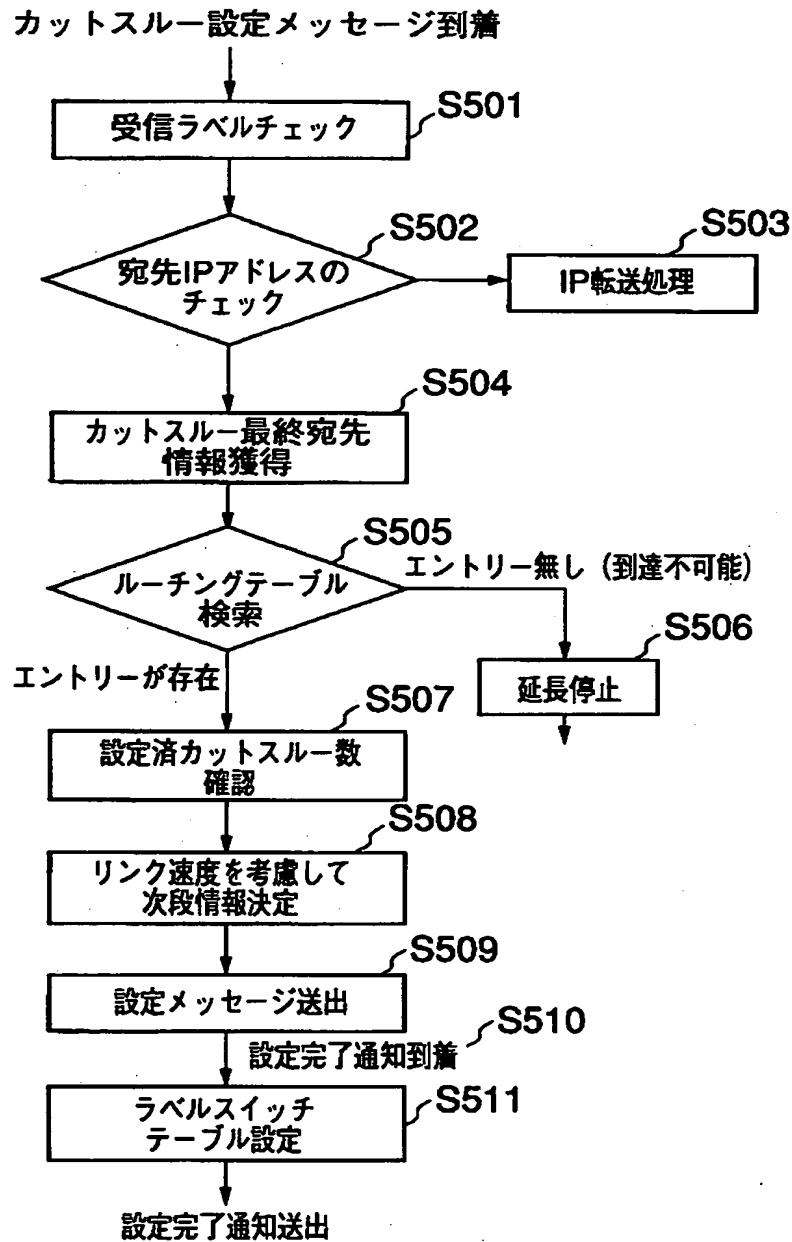 カットスルー設定メッセージ到着
S501
受信ラベルチェック
S502
宛先IPアドレスの
チェック
S503
IP転送処理
S504
カットスルー最終宛先
情報獲得
S505
ルーチングテーブル
検索
エントリー無し（到達不可能）
S506
延長停止
エントリーが存在
S507
設定済カットスルー数
確認
S508
リンク速度を考慮して
次段情報決定
S509
設定メッセージ送出
S510
設定完了通知到着
S511
ラベルスイッチ
テーブル設定
設定完了通知送出